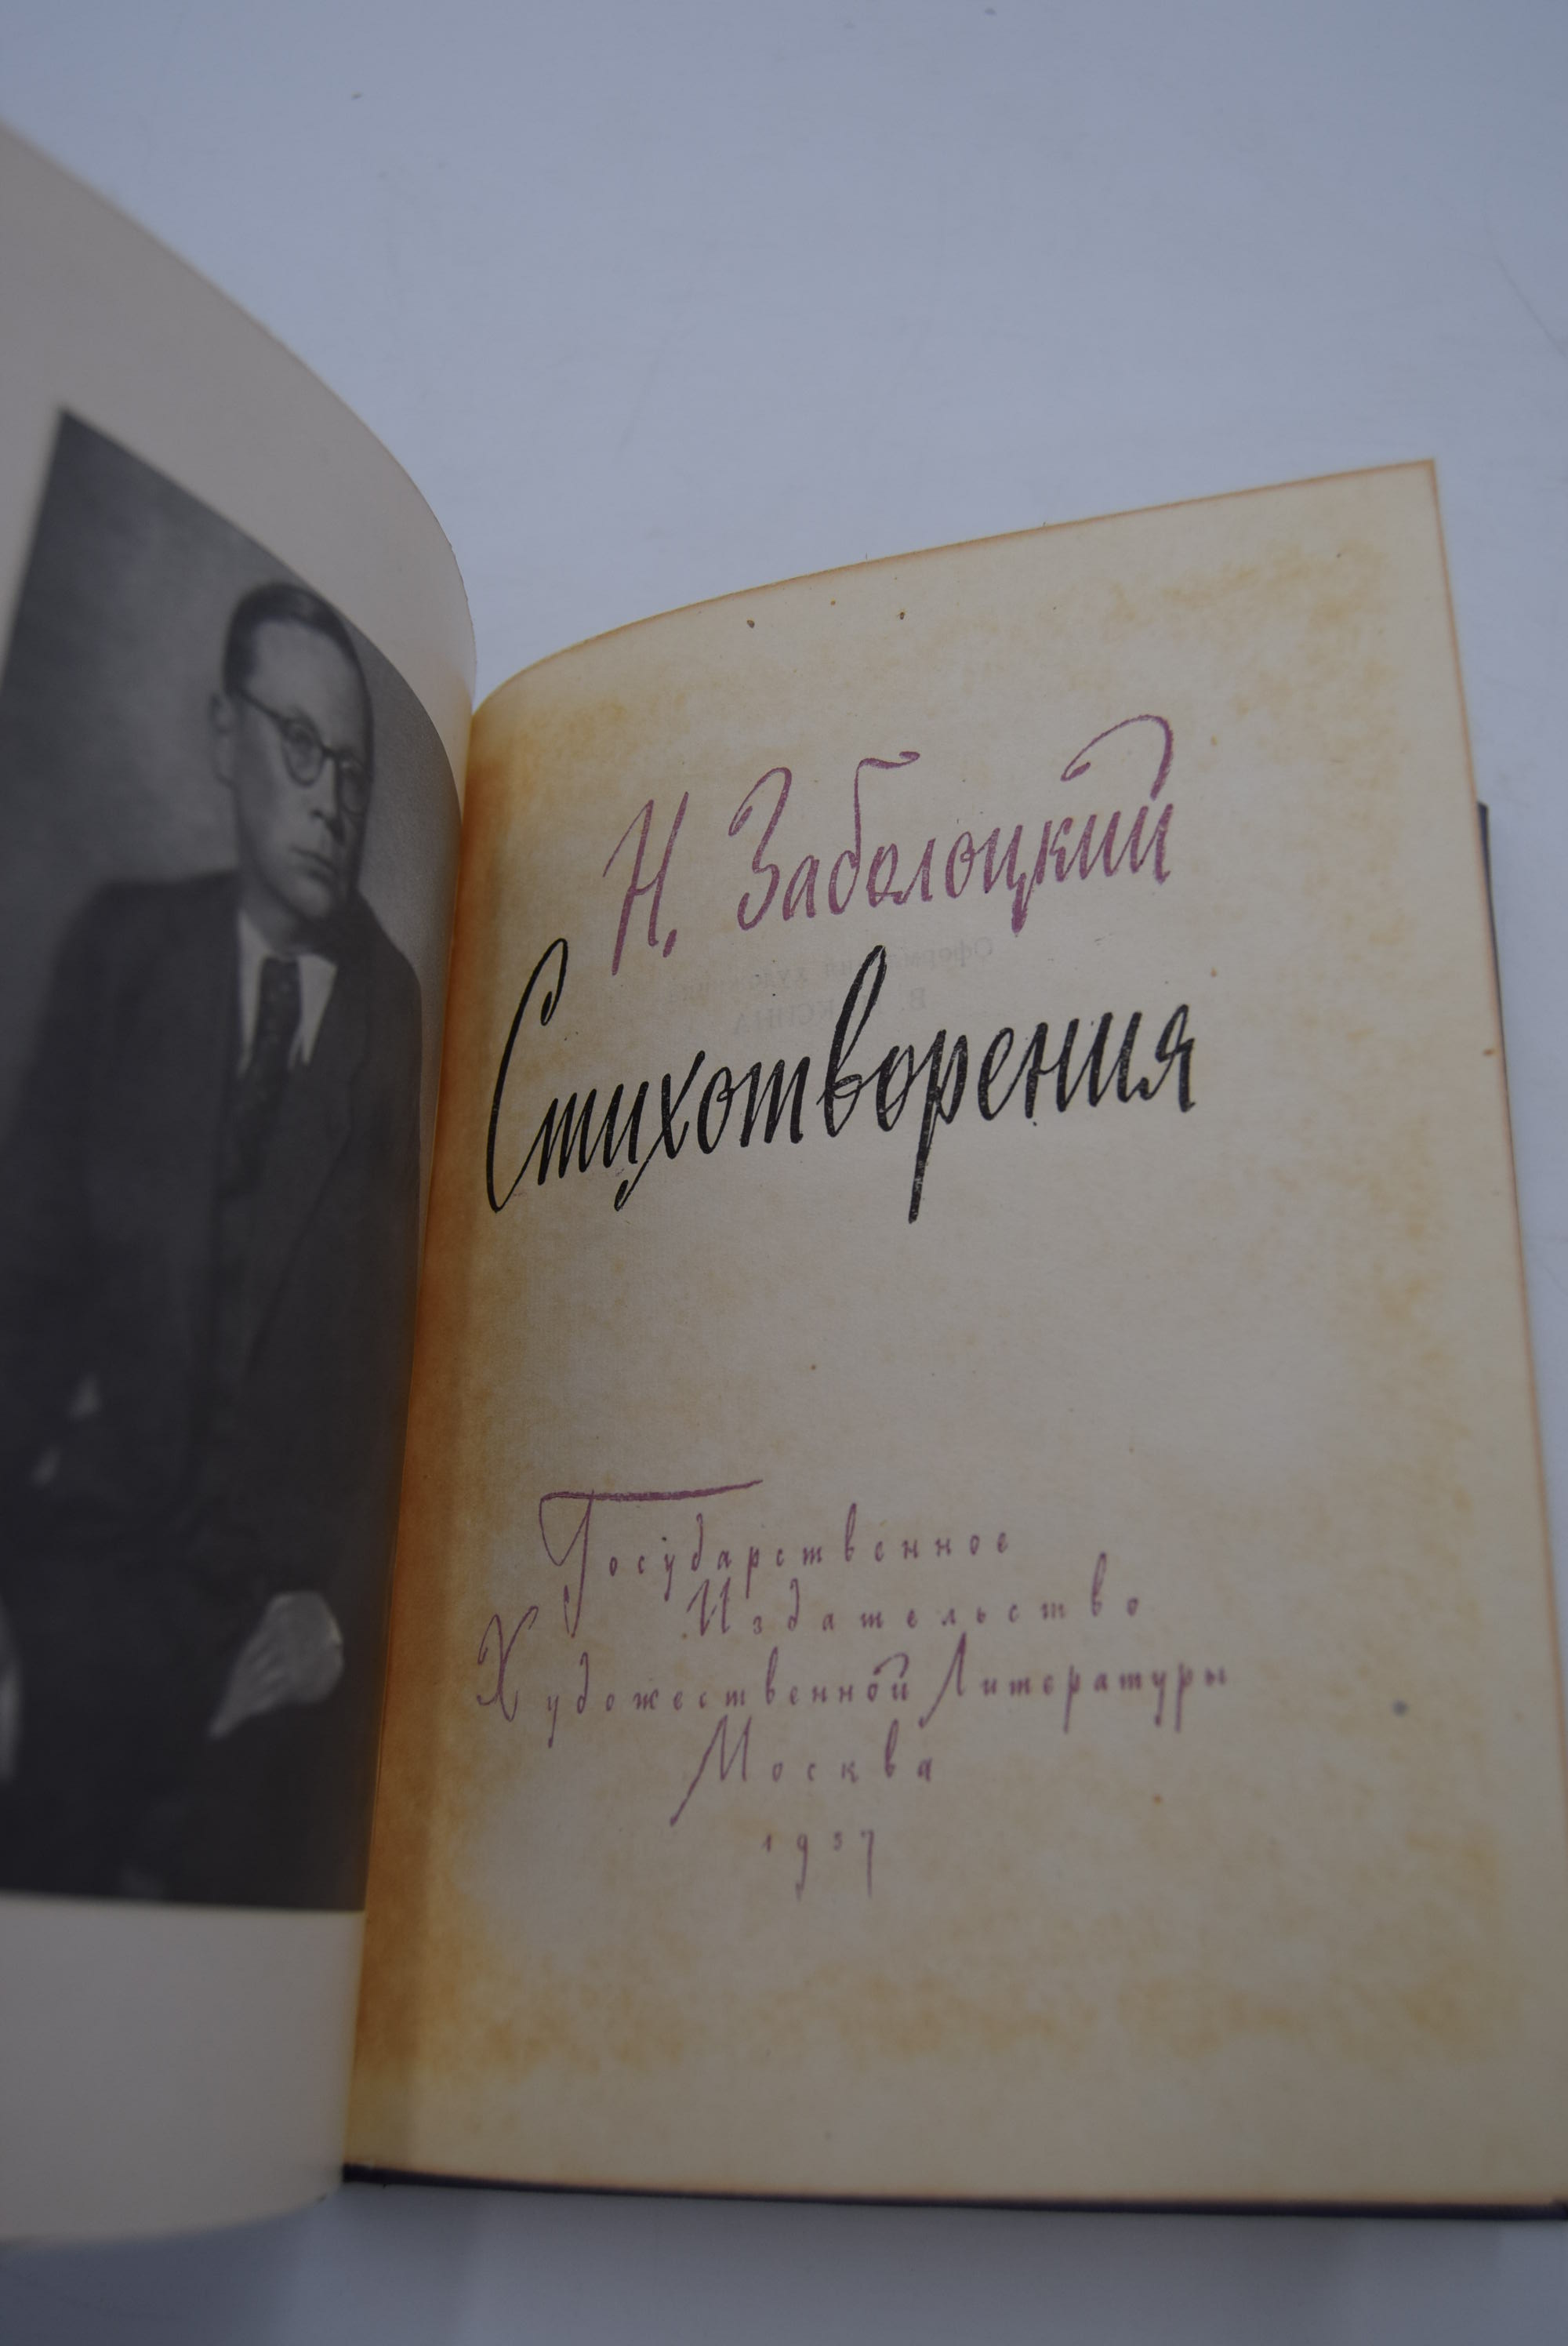 Н. Заболоцкий
Стихотворения
Государственное
Издательство
Художественной Литературы
Москва
1957